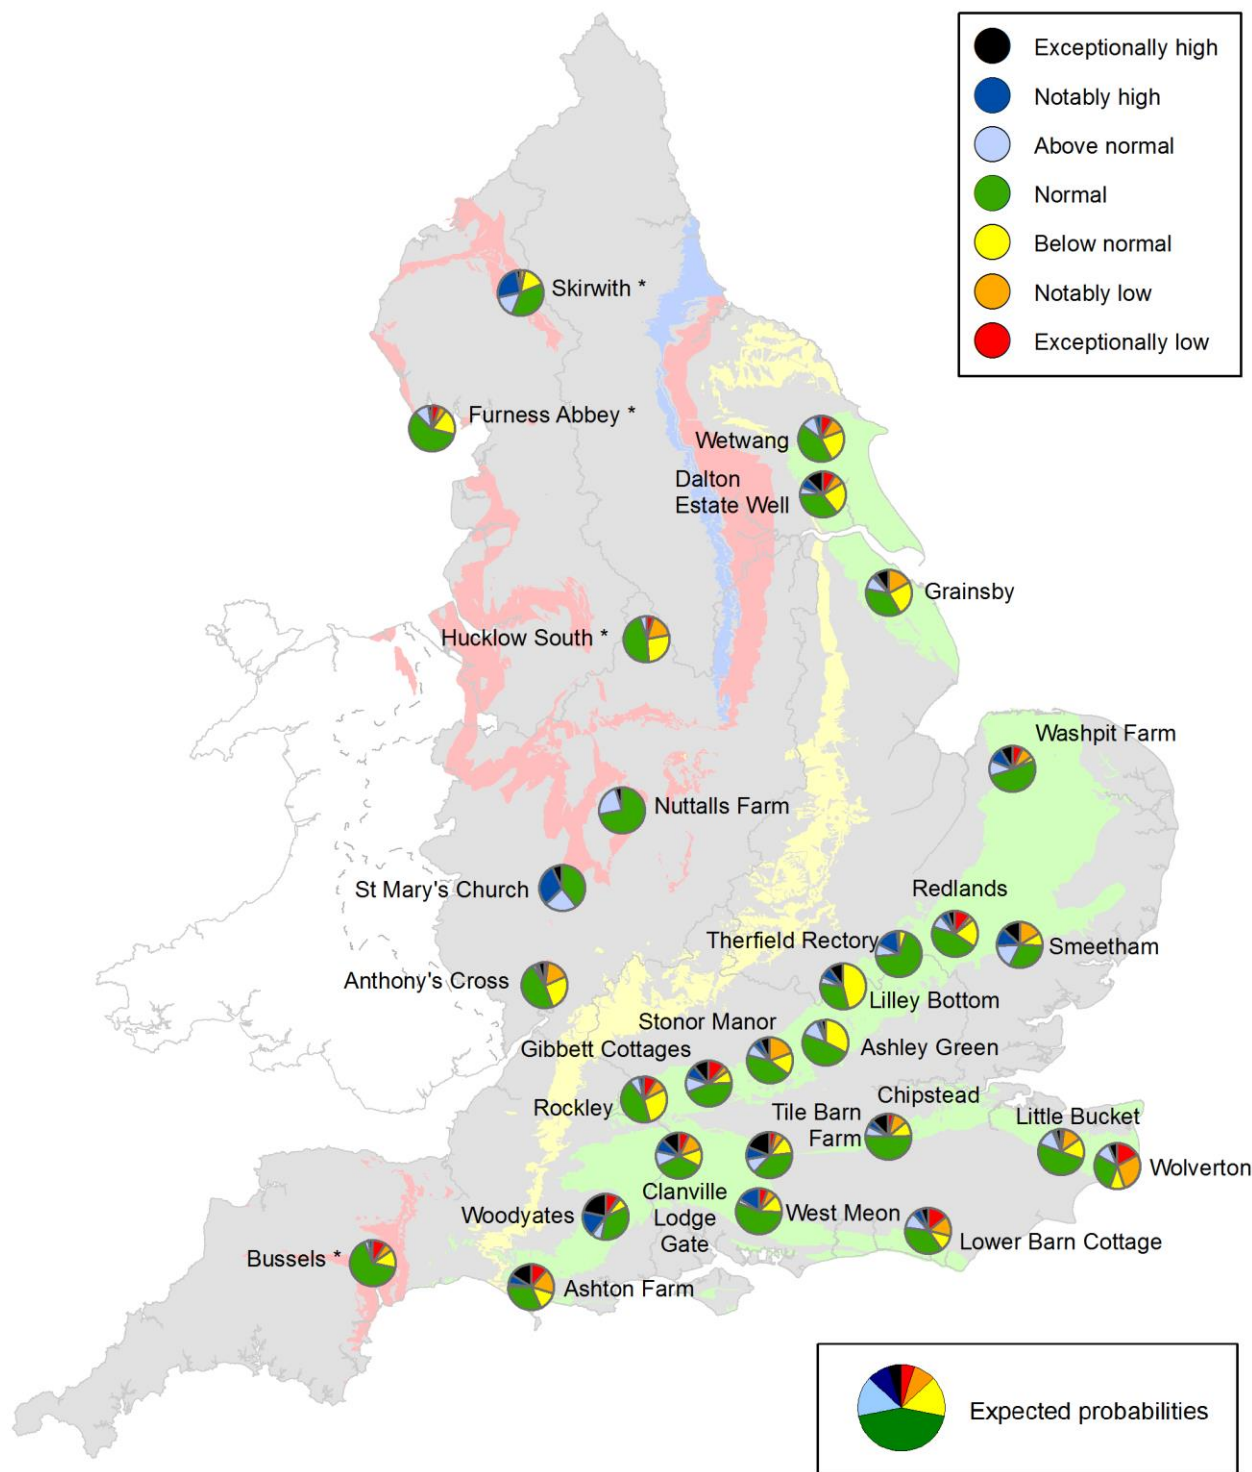 Exceptionally high
Notably high
Above normal
Normal
Below normal
Notably low
Exceptionally low
Skirwith *
Furness Abbey *
Wetwang
Dalton
Estate Well
Grainsby
Hucklow South *
Washpit Farm
Nuttalls Farm
St Mary's Church
Redlands
Therfield Rectory
Smeetham
Anthony's Cross
Lilley Bottom
Stonor Manor
Gibbett Cottages
Ashley Green
Rockley
Chipstead
Tile Barn
Farm
Little Bucket
Wolverton
Clanville
Lodge
Gate
Woodyates
West Meon
Lower Barn Cottage
Bussels *
Ashton Farm
Expected probabilities